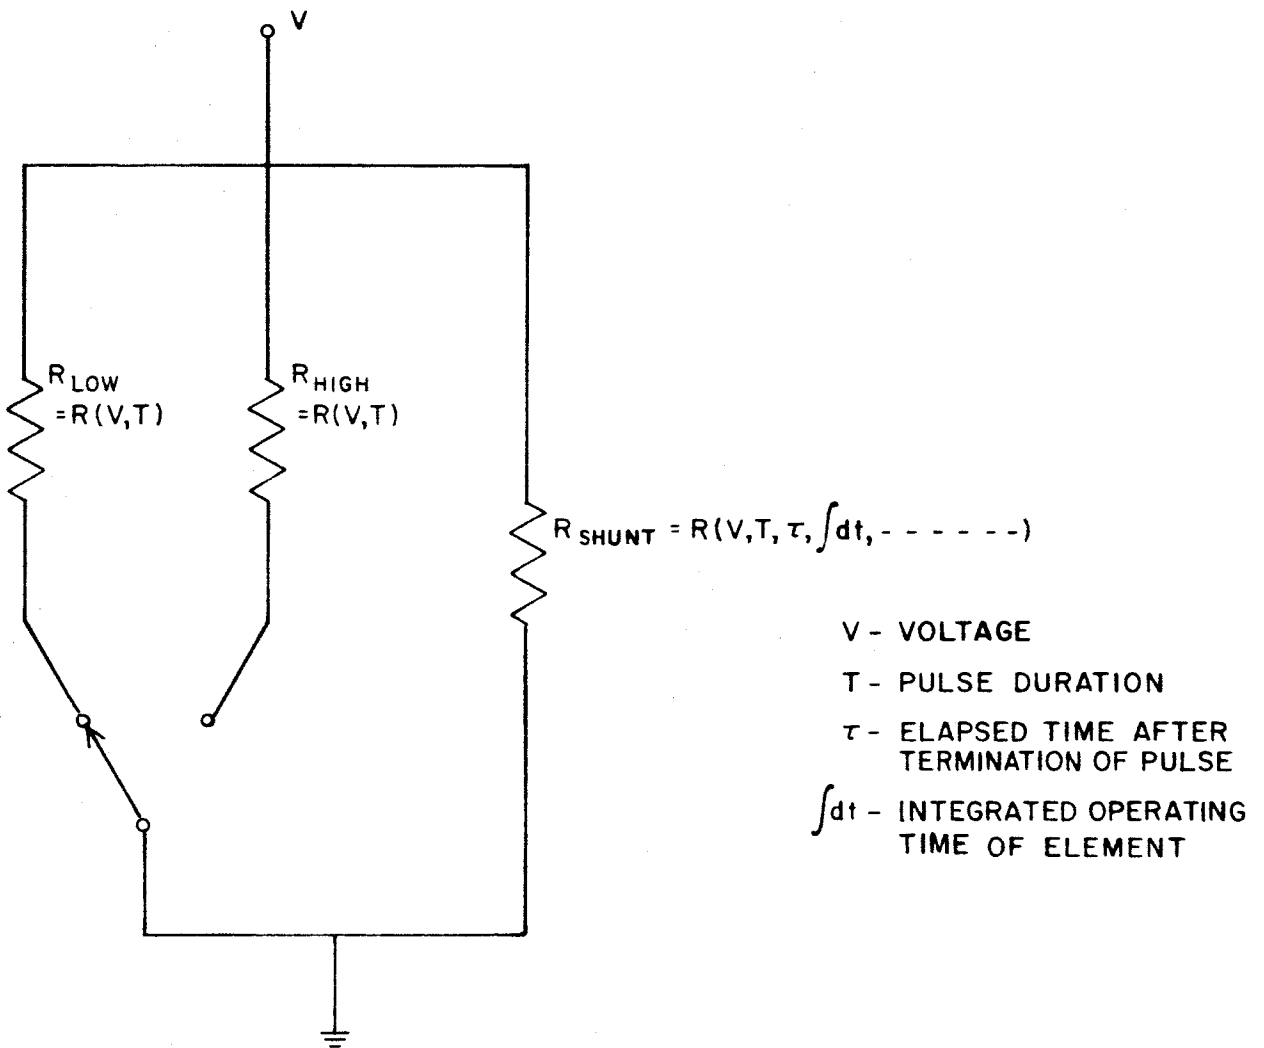 V
R LOW
=R(V,T)
R HIGH
=R(V,T)
R SHUNT = R(V,T, τ, ∫dt, - - - - - -)
V - VOLTAGE
T - PULSE DURATION
τ - ELAPSED TIME AFTER
TERMINATION OF PULSE
∫dt - INTEGRATED OPERATING
TIME OF ELEMENT